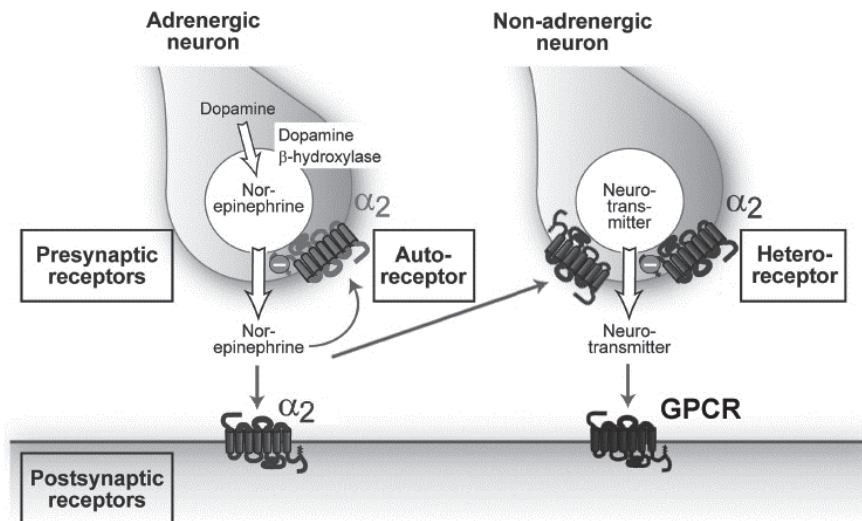 Adrenergic
neuron
Non-adrenergic
neuron
Dopamine
Dopamine
β-hydroxylase
Nor-
epinephrine
α2
Presynaptic
receptors
Auto-
receptor
Nor-
epinephrine
α2
Neuro-
trans-
mitter
α2
Hetero-
receptor
Neuro-
transmitter
GPCR
Postsynaptic
receptors